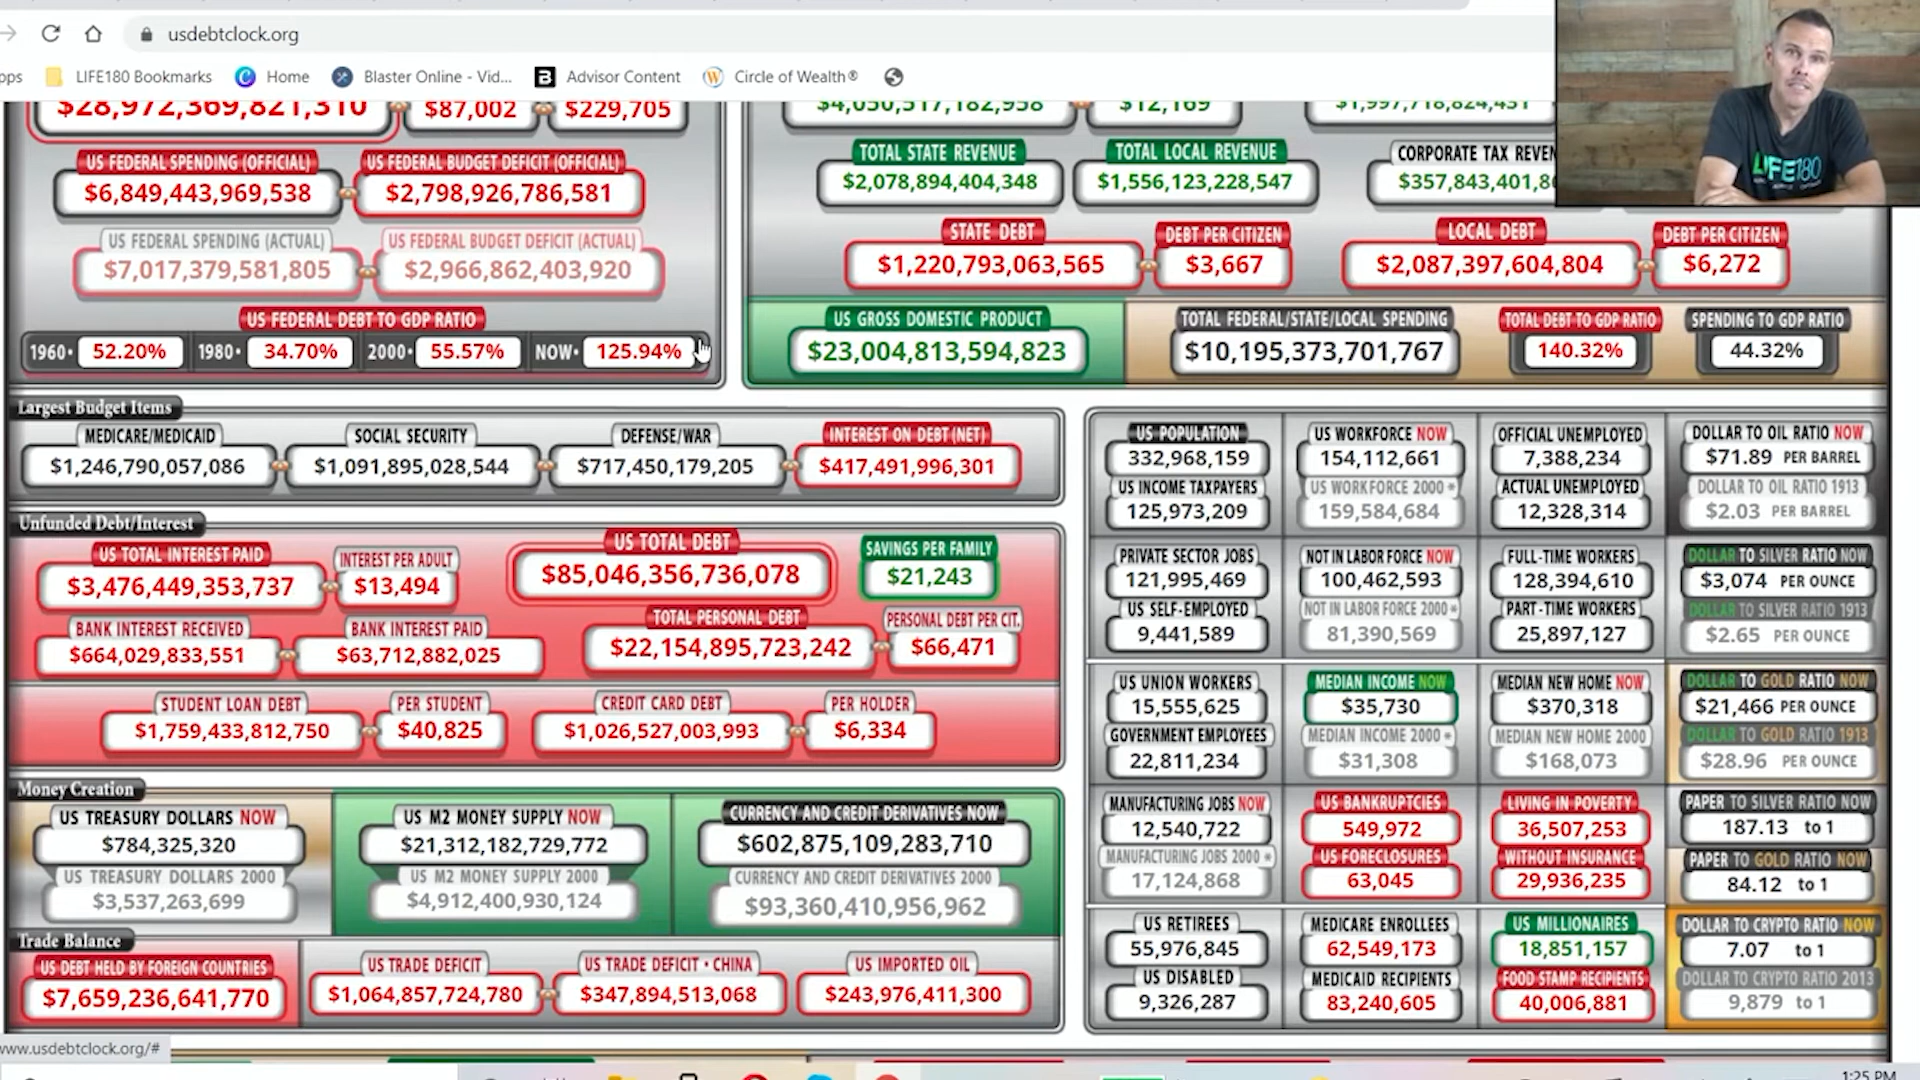 usdebtclock.org
LIFE180 Bookmarks
Home
Blaster Online - Vid...
Advisor Content
Circle of Wealth®
$28,972,369,821,310
$87,002
$229,705
$4,050,517,182,958
$12,169
$1,997,718,824,431
US FEDERAL SPENDING (OFFICIAL)
$6,849,443,969,538
US FEDERAL BUDGET DEFICIT (OFFICIAL)
$2,798,926,786,581
US FEDERAL SPENDING (ACTUAL)
$7,017,379,581,805
US FEDERAL BUDGET DEFICIT (ACTUAL)
$2,966,862,403,920
US FEDERAL DEBT TO GDP RATIO
1960• 52.20% 1980• 34.70% 2000• 55.57% NOW• 125.94%
TOTAL STATE REVENUE
$2,078,894,404,348
TOTAL LOCAL REVENUE
$1,556,123,228,547
CORPORATE TAX REVEN
$357,843,401,8
LIFE180
STATE DEBT
$1,220,793,063,565
DEBT PER CITIZEN
$3,667
LOCAL DEBT
$2,087,397,604,804
DEBT PER CITIZEN
$6,272
US GROSS DOMESTIC PRODUCT
$23,004,813,594,823
TOTAL FEDERAL/STATE/LOCAL SPENDING
$10,195,373,701,767
TOTAL DEBT TO GDP RATIO
140.32%
SPENDING TO GDP RATIO
44.32%
Largest Budget Items
MEDICARE/MEDICAID
$1,246,790,057,086
SOCIAL SECURITY
$1,091,895,028,544
DEFENSE/WAR
$717,450,179,205
INTEREST ON DEBT (NET)
$417,491,996,301
Unfunded Debt/Interest
US TOTAL INTEREST PAID
$3,476,449,353,737
INTEREST PER ADULT
$13,494
US TOTAL DEBT
$85,046,356,736,078
SAVINGS PER FAMILY
$21,243
BANK INTEREST RECEIVED
$664,029,833,551
BANK INTEREST PAID
$63,712,882,025
TOTAL PERSONAL DEBT
$22,154,895,723,242
PERSONAL DEBT PER CIT.
$66,471
STUDENT LOAN DEBT
$1,759,433,812,750
PER STUDENT
$40,825
CREDIT CARD DEBT
$1,026,527,003,993
PER HOLDER
$6,334
Money Creation
US TREASURY DOLLARS NOW
$784,325,320
US TREASURY DOLLARS 2000
$3,537,263,699
US M2 MONEY SUPPLY NOW
$21,312,182,729,772
US M2 MONEY SUPPLY 2000
$4,912,400,930,124
CURRENCY AND CREDIT DERIVATIVES NOW
$602,875,109,283,710
CURRENCY AND CREDIT DERIVATIVES 2000
$93,360,410,956,962
Trade Balance
US DEBT HELD BY FOREIGN COUNTRIES
$7,659,236,641,770
US TRADE DEFICIT
$1,064,857,724,780
US TRADE DEFICIT • CHINA
$347,894,513,068
US IMPORTED OIL
$243,976,411,300
US POPULATION
332,968,159
US INCOME TAXPAYERS
125,973,209
US WORKFORCE NOW
154,112,661
US WORKFORCE 2000 *
159,584,684
OFFICIAL UNEMPLOYED
7,388,234
ACTUAL UNEMPLOYED
12,328,314
DOLLAR TO OIL RATIO NOW
$71.89 PER BARREL
DOLLAR TO OIL RATIO 1913
$2.03 PER BARREL
PRIVATE SECTOR JOBS
121,995,469
US SELF-EMPLOYED
9,441,589
NOT IN LABOR FORCE NOW
100,462,593
NOT IN LABOR FORCE 2000 *
81,390,569
FULL-TIME WORKERS
128,394,610
PART-TIME WORKERS
25,897,127
DOLLAR TO SILVER RATIO NOW
$3,074 PER OUNCE
DOLLAR TO SILVER RATIO 1913
$2.65 PER OUNCE
US UNION WORKERS
15,555,625
GOVERNMENT EMPLOYEES
22,811,234
MEDIAN INCOME NOW
$35,730
MEDIAN INCOME 2000 *
$31,308
MEDIAN NEW HOME NOW
$370,318
MEDIAN NEW HOME 2000
$168,073
DOLLAR TO GOLD RATIO NOW
$21,466 PER OUNCE
DOLLAR TO GOLD RATIO 1913
$28.96 PER OUNCE
MANUFACTURING JOBS NOW
12,540,722
MANUFACTURING JOBS 2000 *
17,124,868
US BANKRUPTCIES
549,972
US FORECLOSURES
63,045
LIVING IN POVERTY
36,507,253
WITHOUT INSURANCE
29,936,235
PAPER TO SILVER RATIO NOW
187.13 to 1
PAPER TO GOLD RATIO NOW
84.12 to 1
US RETIREES
55,976,845
US DISABLED
9,326,287
MEDICARE ENROLLEES
62,549,173
MEDICAID RECIPIENTS
83,240,605
US MILLIONAIRES
18,851,157
FOOD STAMP RECIPIENTS
40,006,881
DOLLAR TO CRYPTO RATIO NOW
7.07 to 1
DOLLAR TO CRYPTO RATIO 2013
9,879 to 1
www.usdebtclock.org/#
1:25 PM